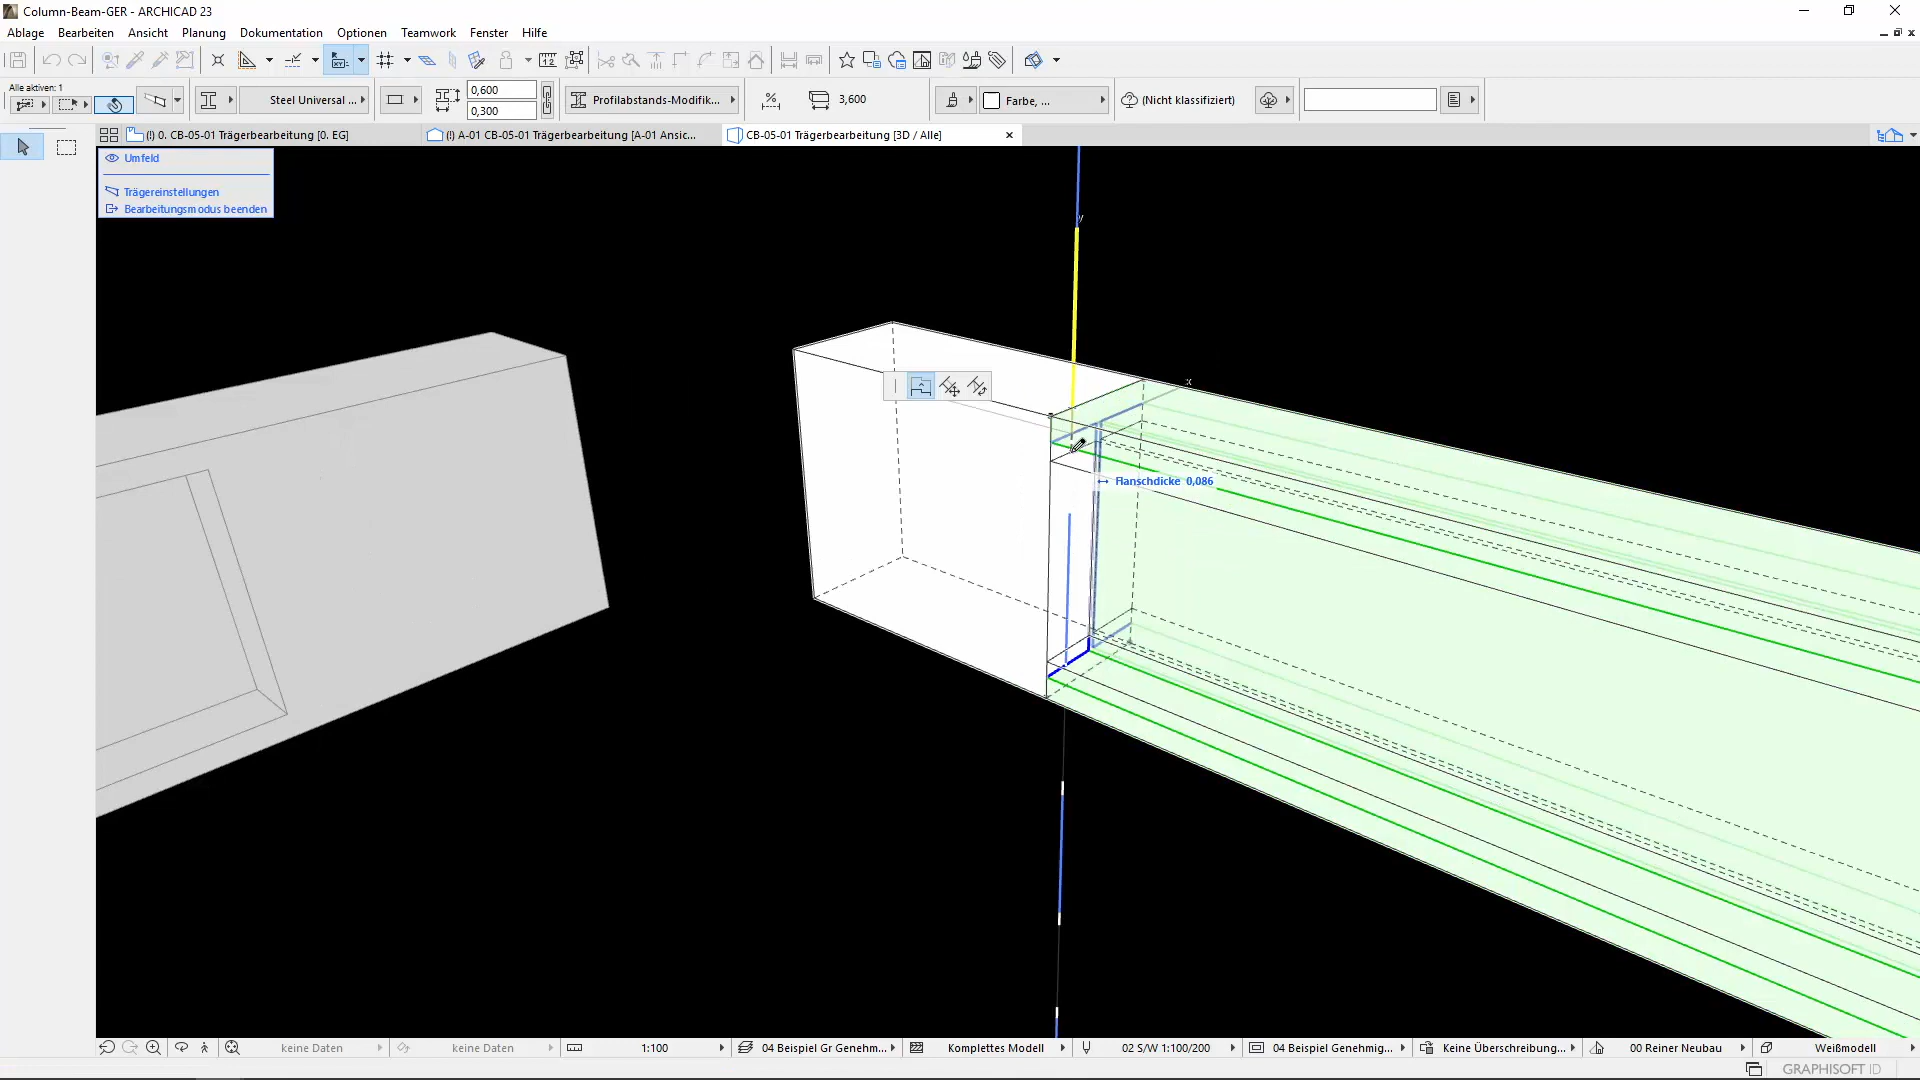 Column-Beam-GER - ARCHICAD 23
Ablage Bearbeiten Ansicht Planung Dokumentation Optionen Teamwork Fenster Hilfe
Alle aktiven: 1
Steel Universal ...
0,600
0,300
Profilabstands-Modifik...
3,600
Farbe, ...
(Nicht klassifiziert)
(!) 0. CB-05-01 Trägerbearbeitung [0. EG]
(!) A-01 CB-05-01 Trägerbearbeitung [A-01 Ansic...
CB-05-01 Trägerbearbeitung [3D / Alle]
Umfeld
Trägereinstellungen
Bearbeitungsmodus beenden
y
x
Flanschdicke 0,086
keine Daten
keine Daten
1:100
04 Beispiel Gr Genehm...
Komplettes Modell
02 S/W 1:100/200
04 Beispiel Genehmig...
Keine Überschreibung...
00 Reiner Neubau
Weißmodell
GRAPHISOFT ID